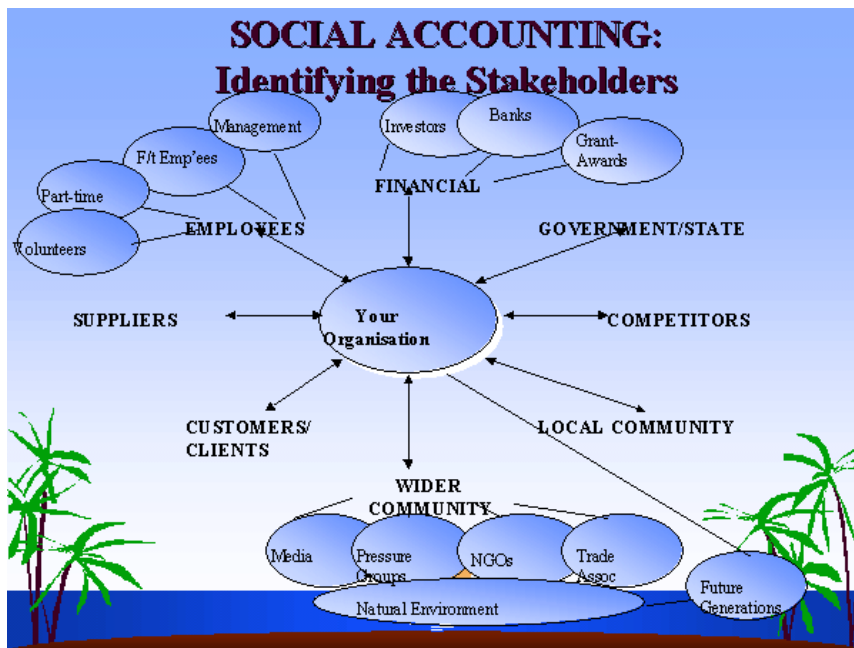 SOCIAL ACCOUNTING:
Identifying the Stakeholders
Management
Investors
Banks
F/t Emp'ees
Grant-
Awards
Part-time
FINANCIAL
Volunteers
EMPLOYEES
GOVERNMENT/STATE
SUPPLIERS
Your
Organisation
COMPETITORS
CUSTOMERS/
CLIENTS
LOCAL COMMUNITY
WIDER
COMMUNITY
Media
Pressure
Groups
NGOs
Trade
Assoc
Natural Environment
Future
Generations